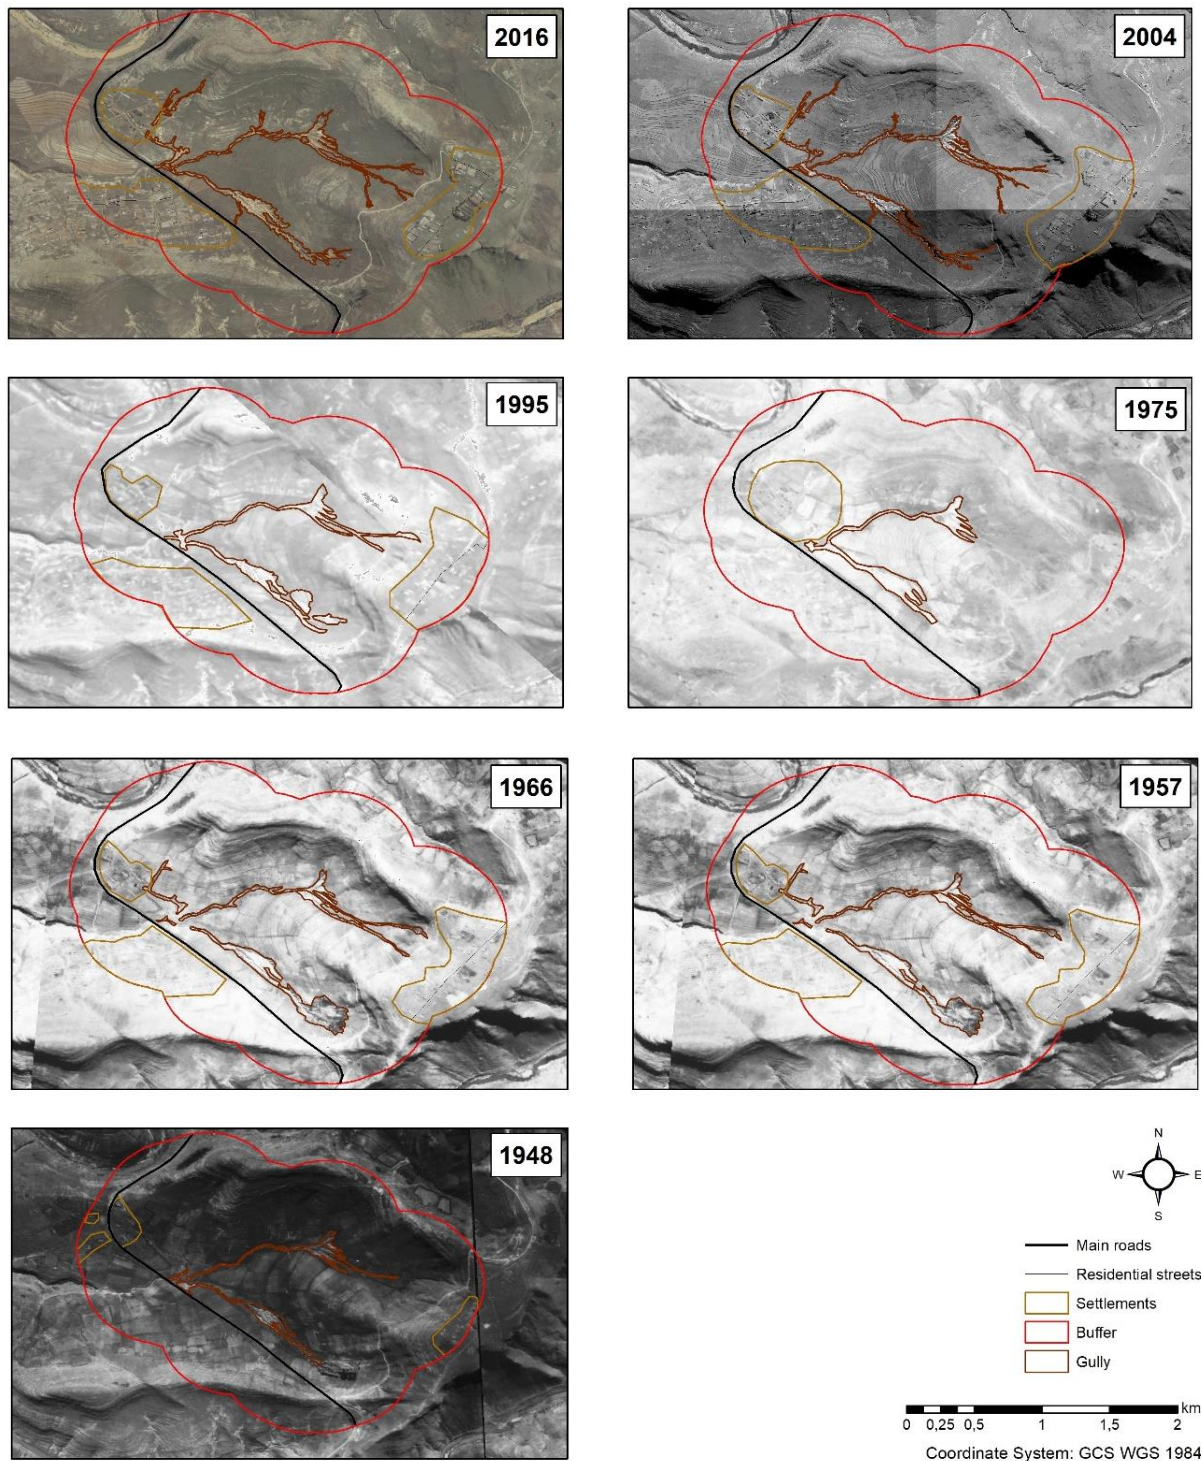 2016
2004
1995
1975
1966
1957
1948
N
W E
S
Main roads
Residential streets
Settlements
Buffer
Gully
km
0 0,25 0,5 1 1,5 2
Coordinate System: GCS WGS 1984